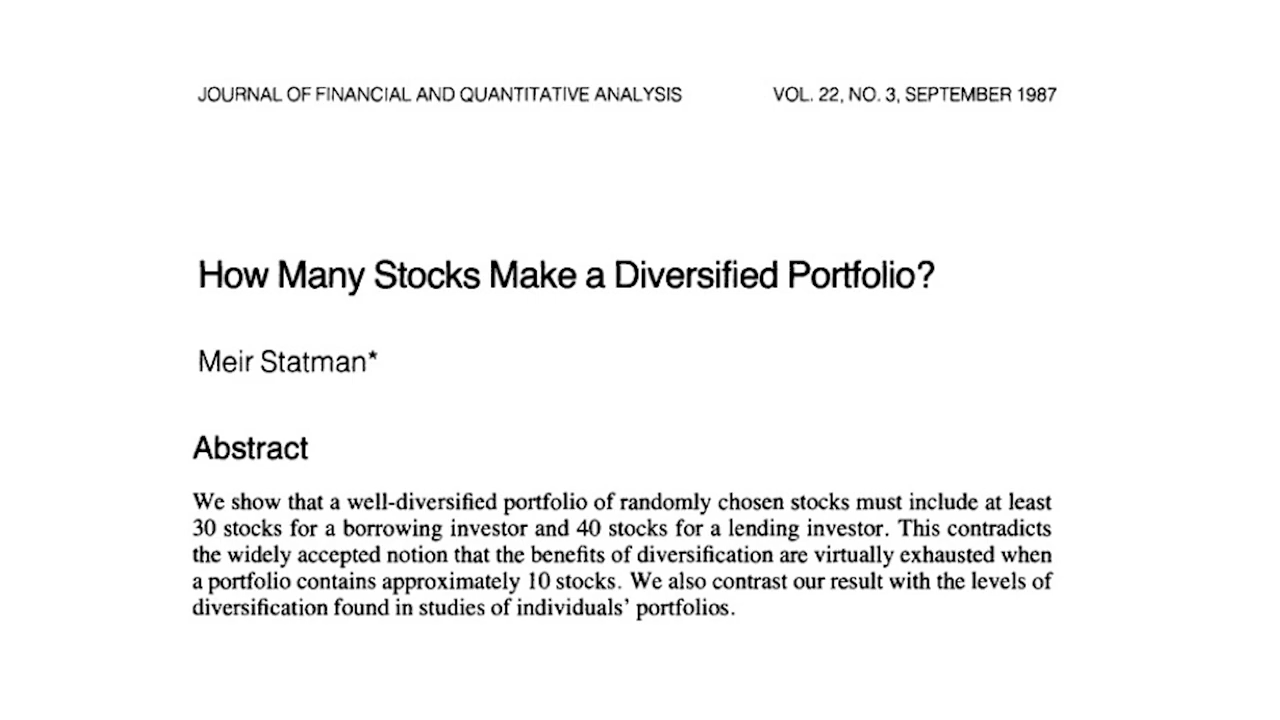 JOURNAL OF FINANCIAL AND QUANTITATIVE ANALYSIS VOL. 22, NO. 3, SEPTEMBER 1987
How Many Stocks Make a Diversified Portfolio?
Meir Statman*
Abstract
We show that a well-diversified portfolio of randomly chosen stocks must include at least
30 stocks for a borrowing investor and 40 stocks for a lending investor. This contradicts
the widely accepted notion that the benefits of diversification are virtually exhausted when
a portfolio contains approximately 10 stocks. We also contrast our result with the levels of
diversification found in studies of individuals' portfolios.